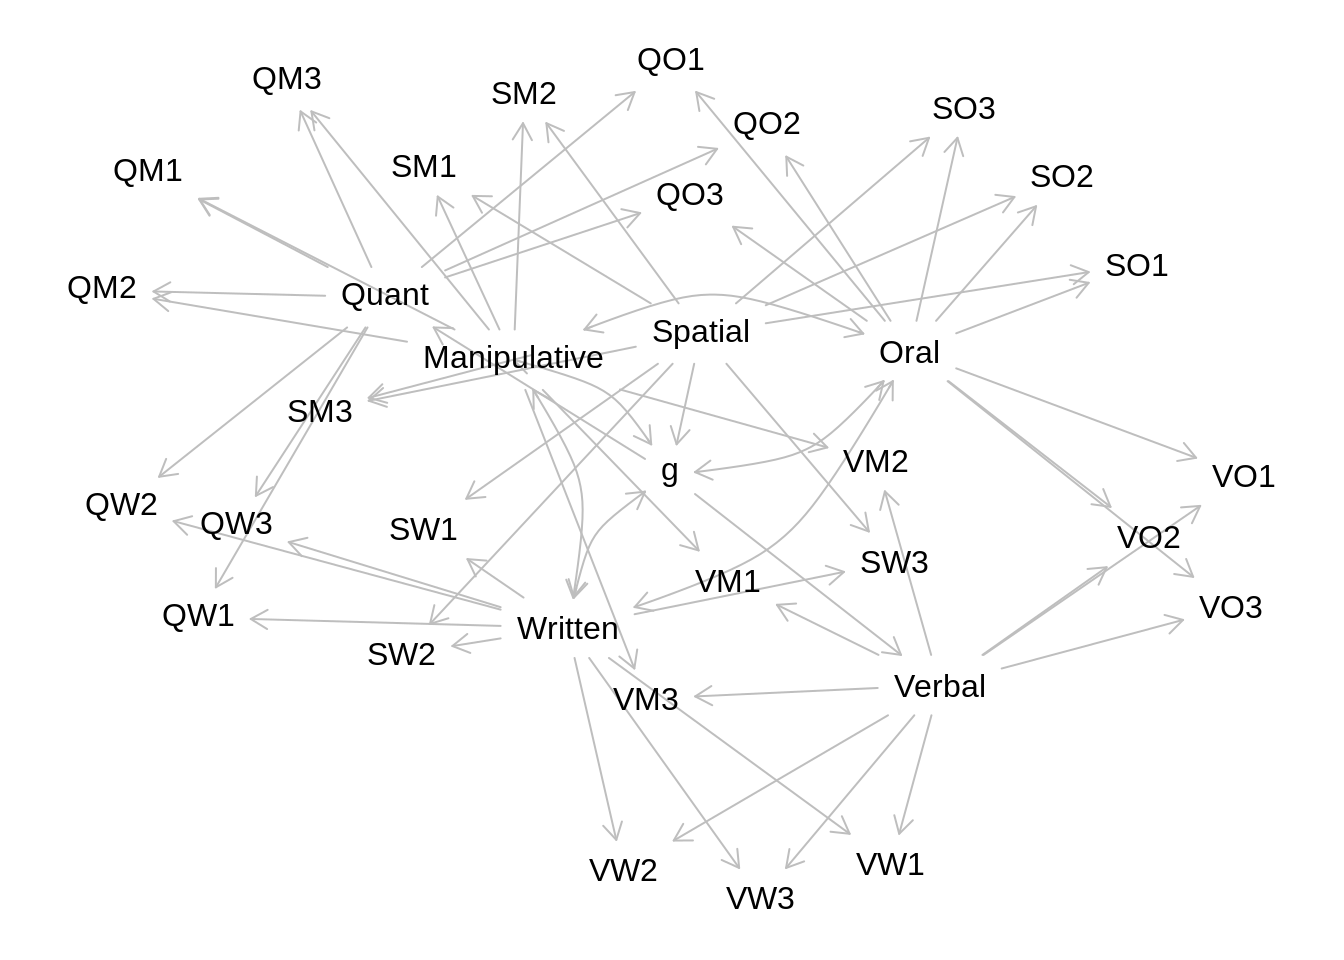 QO1
QM3
SM2
SO3
QO2
SM1
QM1
SO2
QO3
SO1
QM2
Quant
Spatial
Oral
Manipulative
SM3
VM2
g
VO1
QW2
QW3
SW1
VO2
SW3
VM1
VO3
QW1
Written
SW2
Verbal
VM3
VW1
VW2
VW3